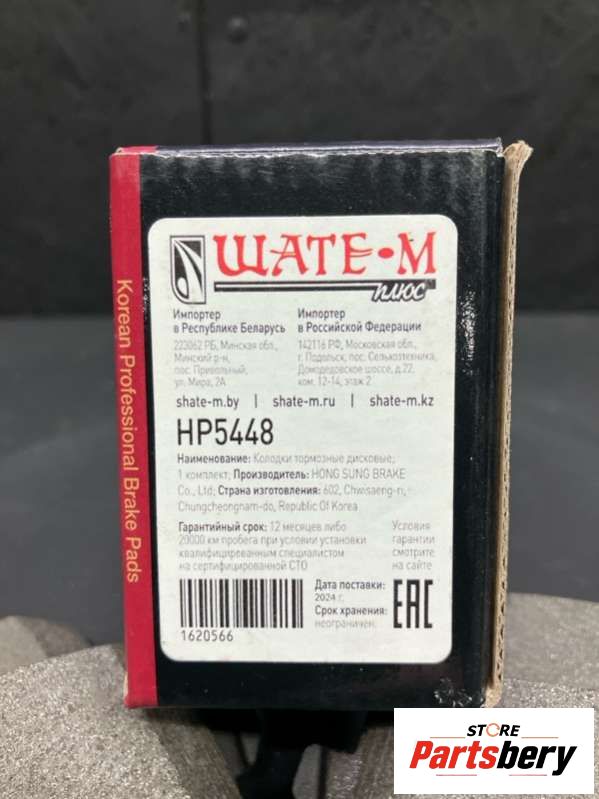 ШАТЕ•М
плюс
Импортер
в Республике Беларусь
223062 РБ, Минская обл.,
Минский р-н,
пос. Привольный,
ул. Мира, 2А
Импортер
в Российской Федерации
142116 РФ, Московская обл.,
г. Подольск, пос. Сельхозтехника,
Домодедовское шоссе, д.22,
ком. 12-14, этаж 2
shate-m.by | shate-m.ru | shate-m.kz
HP5448
Наименование: Колодки тормозные дисковые;
1 комплект; Производитель: HONG SUNG BRAKE
Co., Ltd; Страна изготовления: 602, Chwisaeng-ri,
Chungcheongnam-do, Republic Of Korea
Гарантийный срок: 12 месяцев либо
20000 км пробега при условии установки
квалифицированным специалистом
на сертифицированной СТО
Условия
гарантии
смотрите
на сайте
1620566
Дата поставки:
2024 г.
Срок хранения:
неограничен.
EAC
Korean Professional Brake Pads
STORE
Partsbery